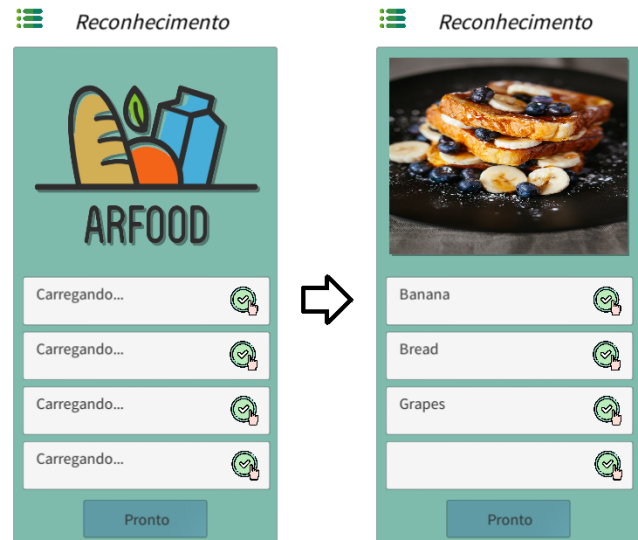 Reconhecimento
ARFOOD
Carregando...
Carregando...
Carregando...
Carregando...
Pronto
Reconhecimento
Banana
Bread
Grapes
Pronto